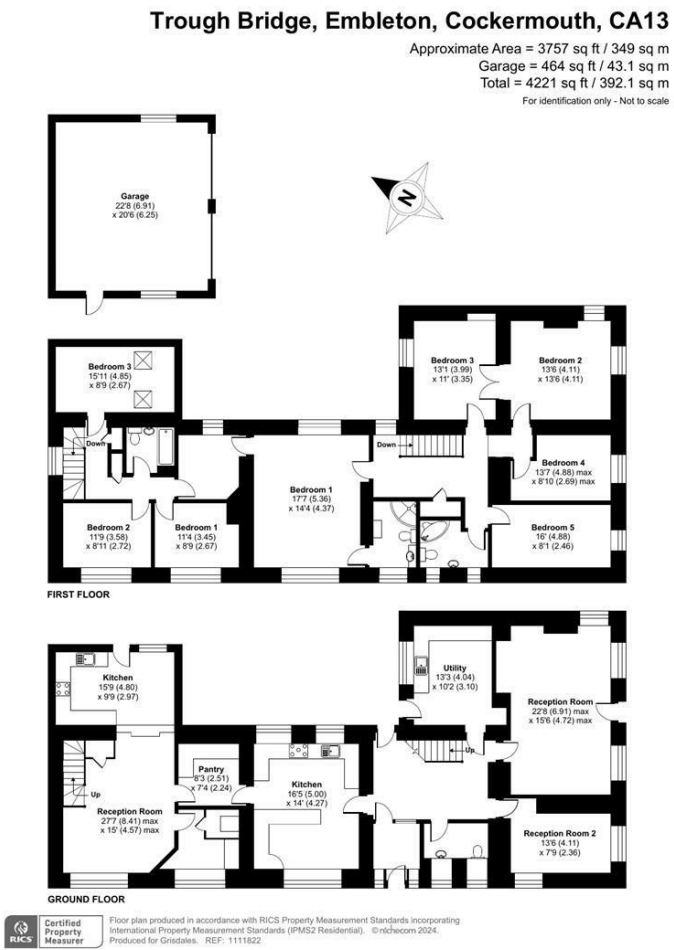 Trough Bridge, Embleton, Cockermouth, CA13
Approximate Area = 3757 sq ft / 349 sq m
Garage = 464 sq ft / 43.1 sq m
Total = 4221 sq ft / 392.1 sq m
For identification only - Not to scale
Garage
22'8 (6.91)
x 20'6 (6.25)
N
Bedroom 3
15'11 (4.85)
x 8'9 (2.67)
Down
Bedroom 2
11'9 (3.58)
x 8'11 (2.72)
Bedroom 1
11'4 (3.45)
x 8'9 (2.67)
Bedroom 1
17'7 (5.36)
x 14'4 (4.37)
Down
Bedroom 3
13'1 (3.99)
x 11' (3.35)
Bedroom 2
13'6 (4.11)
x 13'6 (4.11)
Bedroom 4
13'7 (4.88) max
x 8'10 (2.69) max
Bedroom 5
16' (4.88)
x 8'1 (2.46)
FIRST FLOOR
Kitchen
15'9 (4.80)
x 9'9 (2.97)
Up
Reception Room
27'7 (8.41) max
x 15' (4.57) max
Pantry
8'3 (2.51)
x 7'4 (2.24)
Kitchen
16'5 (5.00)
x 14' (4.27)
Up
Utility
13'3 (4.04)
x 10'2 (3.10)
Reception Room
22'8 (6.91) max
x 15'6 (4.72) max
Reception Room 2
13'6 (4.11)
x 7'9 (2.36)
GROUND FLOOR
RICS
Certified
Property
Measurer
Floor plan produced in accordance with RICS Property Measurement Standards incorporating
International Property Measurement Standards (IPMS2 Residential). © nichecom 2024.
Produced for Grisdales. REF: 1111822